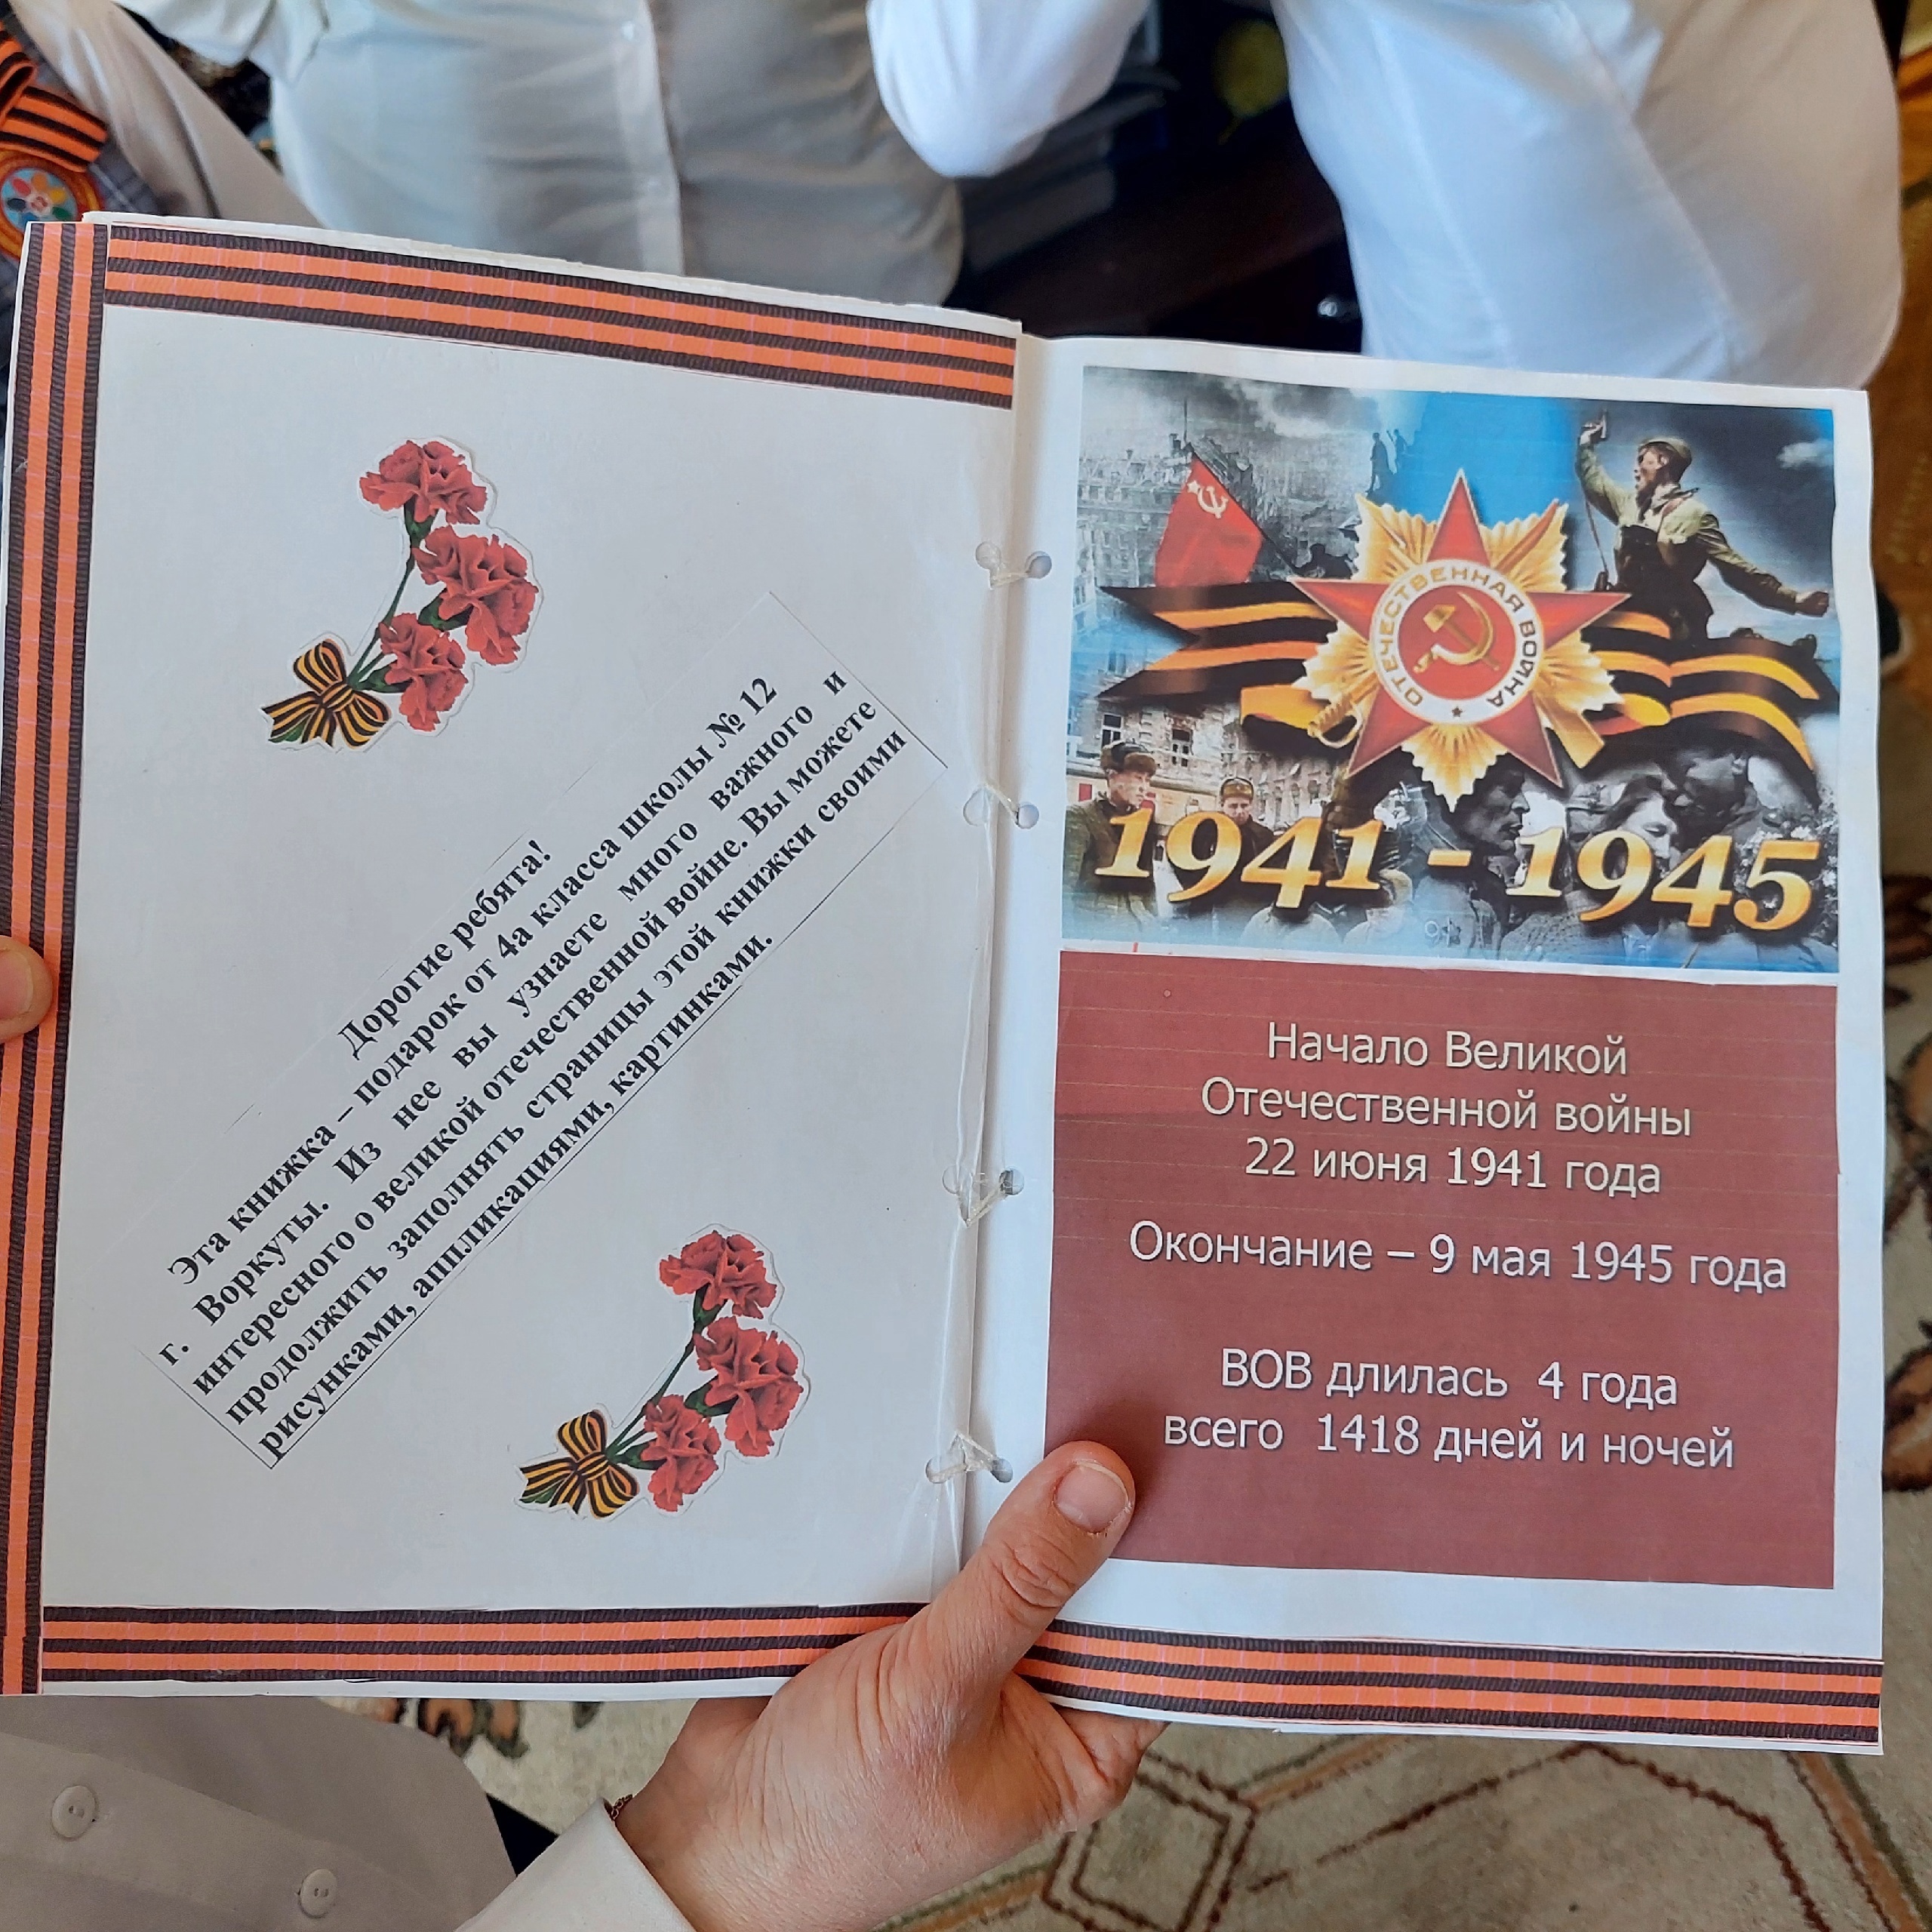 Дорогие ребята!
Эта книжка – подарок от 4а класса школы № 12
г. Воркуты. Из нее вы узнаете много важного и
интересного о великой отечественной войне. Вы можете
продолжить заполнять страницы этой книжки своими
рисунками, аппликациями, картинками.
ОТЕЧЕСТВЕННАЯ ВОЙНА
1941 - 1945
Начало Великой
Отечественной войны
22 июня 1941 года
Окончание – 9 мая 1945 года
ВОВ длилась 4 года
всего 1418 дней и ночей